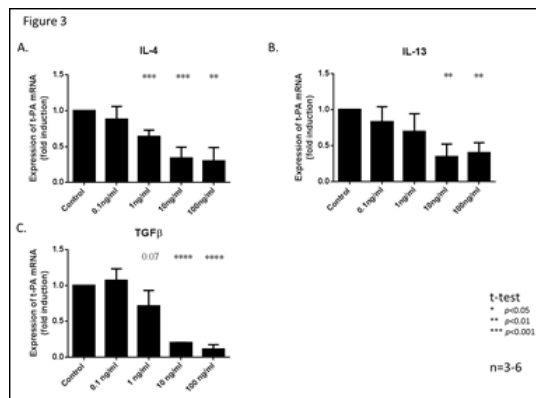 Figure 3
A.
IL-4
Expression of t-PA mRNA
(fold induction)
1.5
1.0
0.5
0.0
*** *** **
Control
0.1ng/ml
1ng/ml
10ng/ml
100ng/ml
B.
IL-13
Expression of t-PA mRNA
(fold induction)
1.5
1.0
0.5
0.0
** **
Control
0.1ng/ml
1ng/ml
10ng/ml
100ng/ml
C.
TGFβ
Expression of t-PA mRNA
(fold induction)
1.5
1.0
0.5
0.0
0.07 **** ****
Control
0.1 ng/ml
1 ng/ml
10 ng/ml
100 ng/ml
t-test
* p<0.05
** p<0.01
*** p<0.001
n=3-6